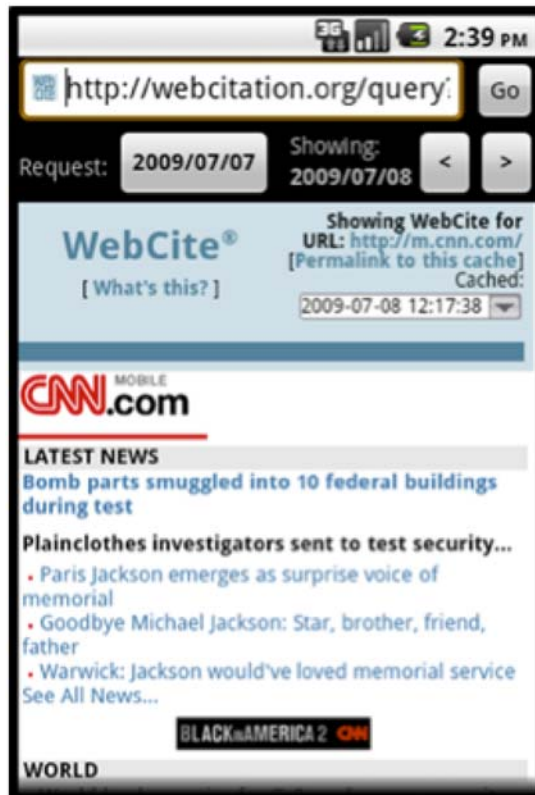 3G 2:39 PM
http://webcitation.org/query? Go
Request: 2009/07/07 Showing: 2009/07/08 < >
WebCite®
[ What's this? ]
Showing WebCite for
URL: http://m.cnn.com/
[Permalink to this cache]
Cached:
2009-07-08 12:17:38
CNN.com
MOBILE
LATEST NEWS
Bomb parts smuggled into 10 federal buildings
during test
Plainclothes investigators sent to test security...
• Paris Jackson emerges as surprise voice of
memorial
• Goodbye Michael Jackson: Star, brother, friend,
father
• Warwick: Jackson would've loved memorial service
See All News...
BLACK IN AMERICA 2 CNN
WORLD